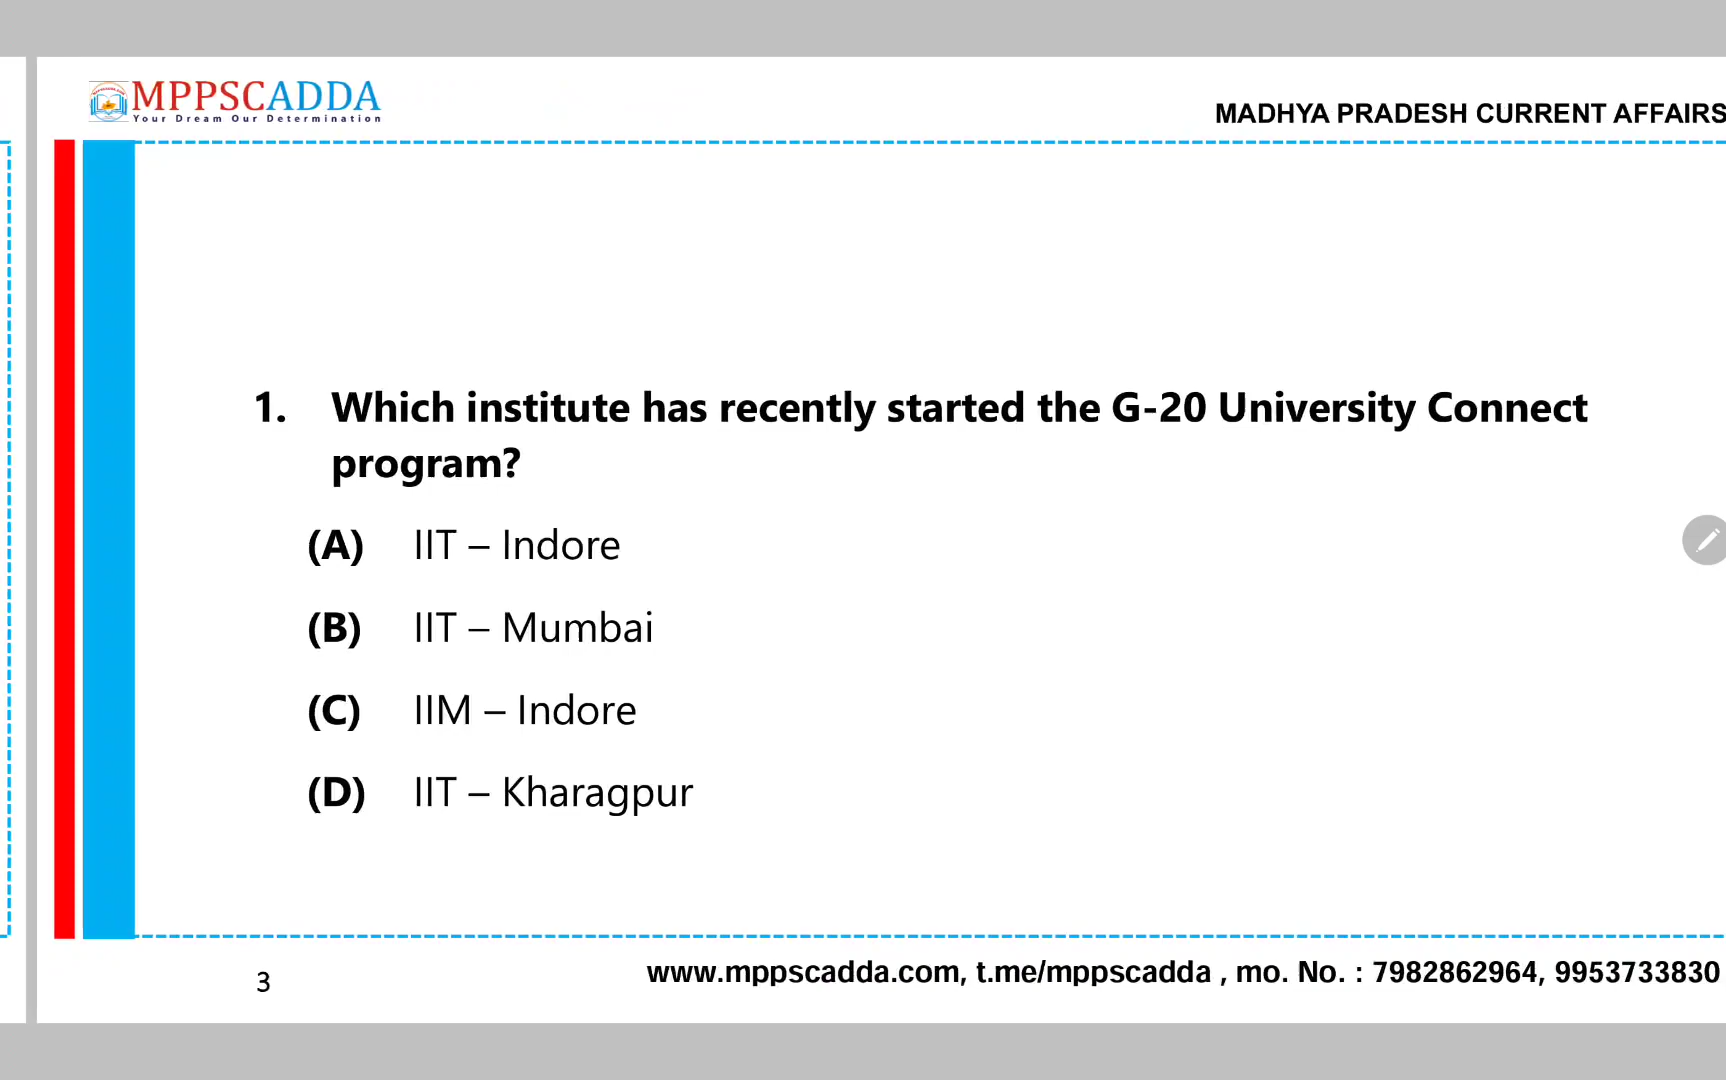 MPPSCADDA
Your Dream Our Determination
MADHYA PRADESH CURRENT AFFAIRS
1. Which institute has recently started the G-20 University Connect
program?
(A) IIT – Indore
(B) IIT – Mumbai
(C) IIM – Indore
(D) IIT – Kharagpur
3
www.mppscadda.com, t.me/mppscadda , mo. No. : 7982862964, 9953733830